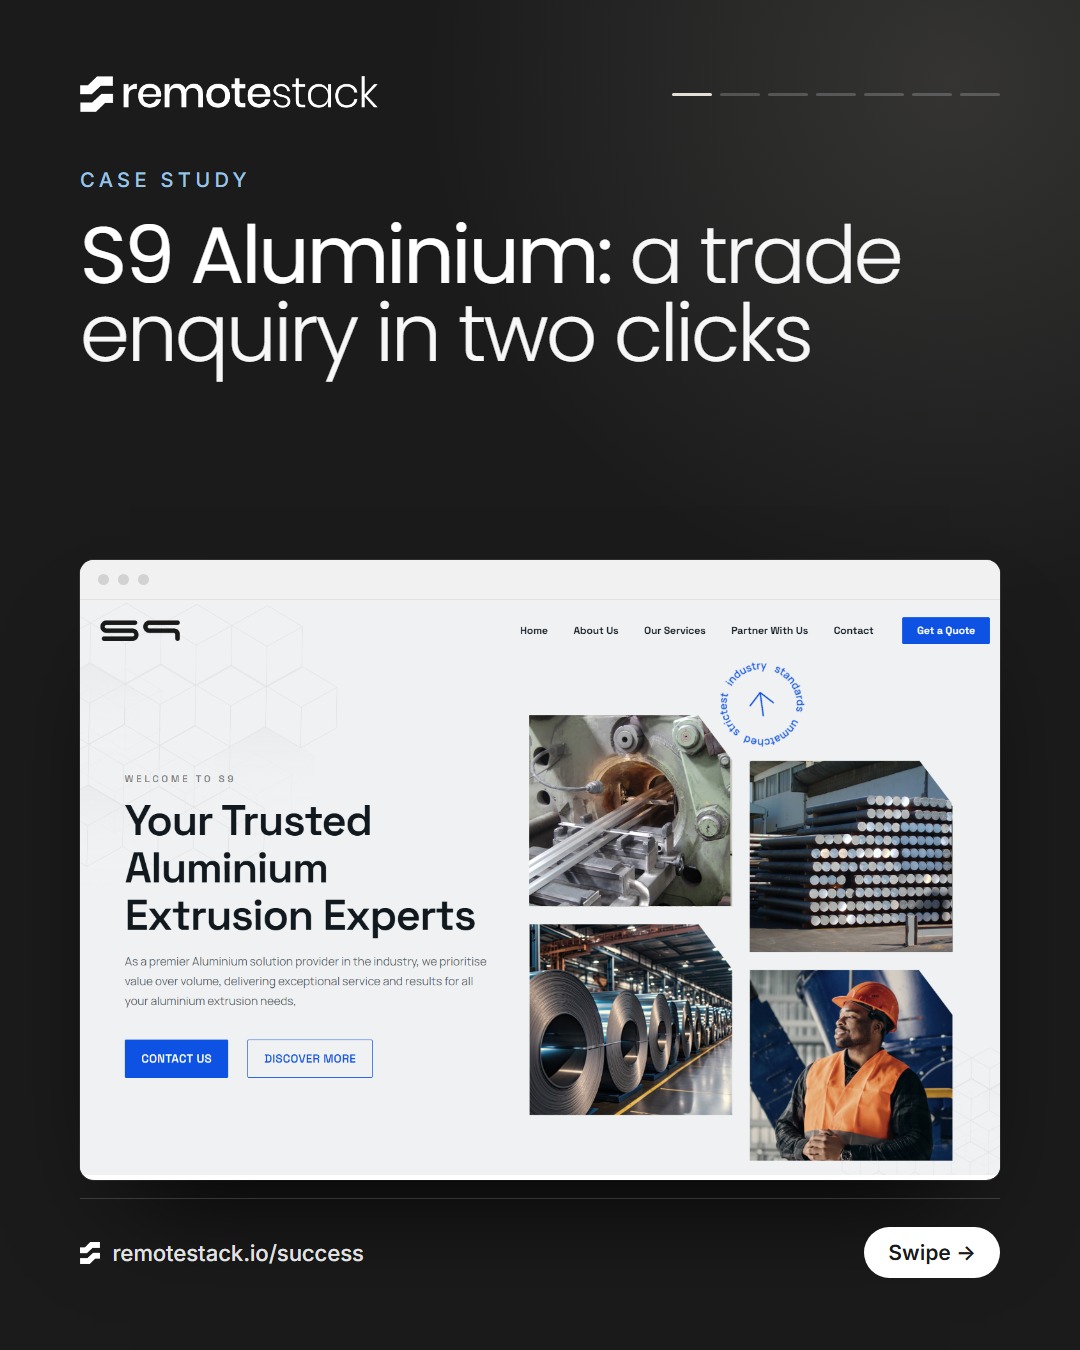 remotestack
CASE STUDY
S9 Aluminium: a trade
enquiry in two clicks
S9
Home About Us Our Services Partner With Us Contact Get a Quote
industry standards unmatched strictest
WELCOME TO S9
Your Trusted
Aluminium
Extrusion Experts
As a premier Aluminium solution provider in the industry, we prioritise
value over volume, delivering exceptional service and results for all
your aluminium extrusion needs,
CONTACT US DISCOVER MORE
remotestack.io/success
Swipe →